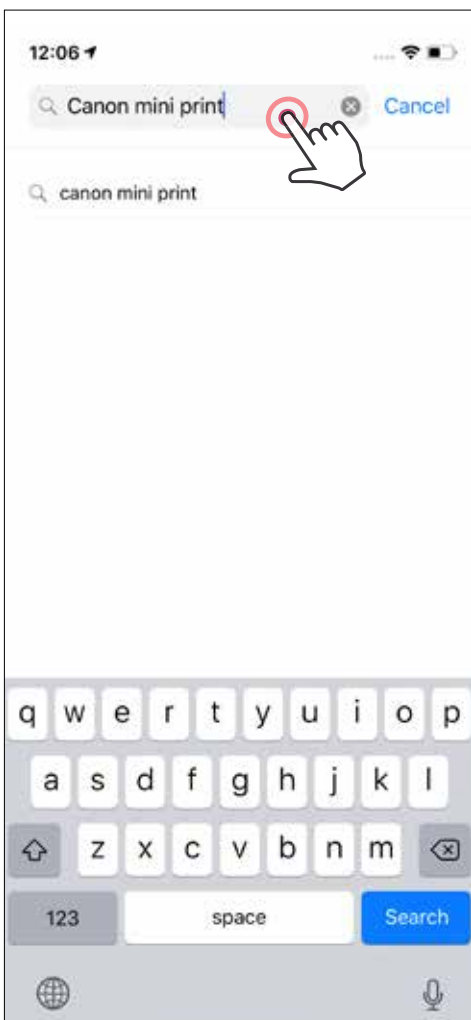 12:06
Canon mini print
Cancel
canon mini print
q w e r t y u i o p
a s d f g h j k l
z x c v b n m
123 space Search